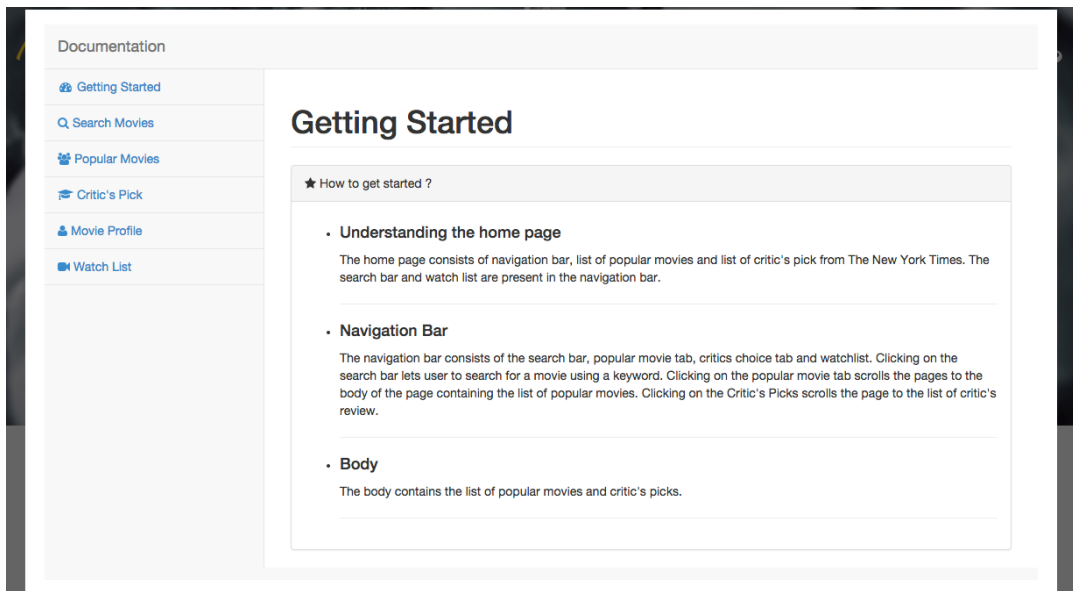 Documentation
Getting Started
Search Movies
Popular Movies
Critic's Pick
Movie Profile
Watch List
Getting Started
How to get started ?
Understanding the home page
The home page consists of navigation bar, list of popular movies and list of critic's pick from The New York Times. The
search bar and watch list are present in the navigation bar.
Navigation Bar
The navigation bar consists of the search bar, popular movie tab, critics choice tab and watchlist. Clicking on the
search bar lets user to search for a movie using a keyword. Clicking on the popular movie tab scrolls the pages to the
body of the page containing the list of popular movies. Clicking on the Critic's Picks scrolls the page to the list of critic's
review.
Body
The body contains the list of popular movies and critic's picks.